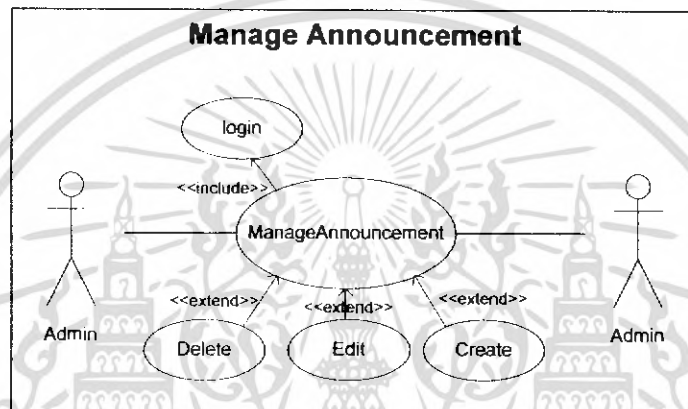 Manage Announcement
login
<<include>>
ManageAnnouncement
<<extend>>
<<extend>>
<<extend>>
Admin
Delete
Edit
Create
Admin